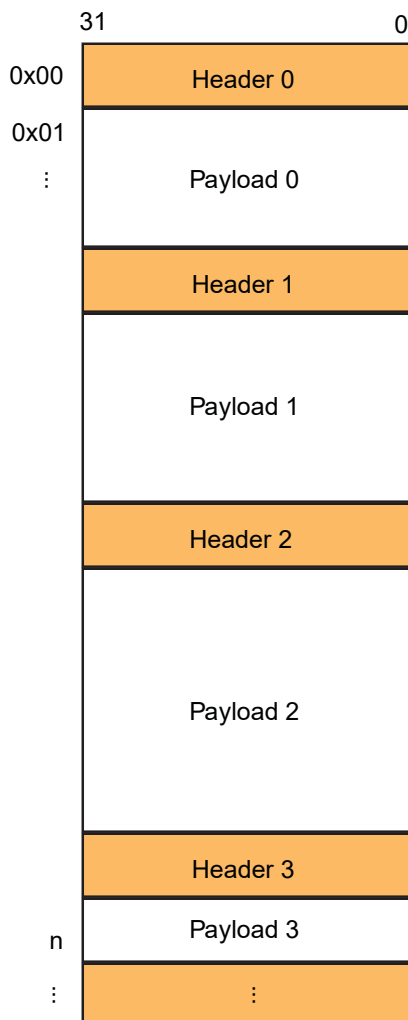 31 0
0x00 Header 0
0x01
⋮ Payload 0
Header 1
Payload 1
Header 2
Payload 2
Header 3
Payload 3
n
⋮ ⋮